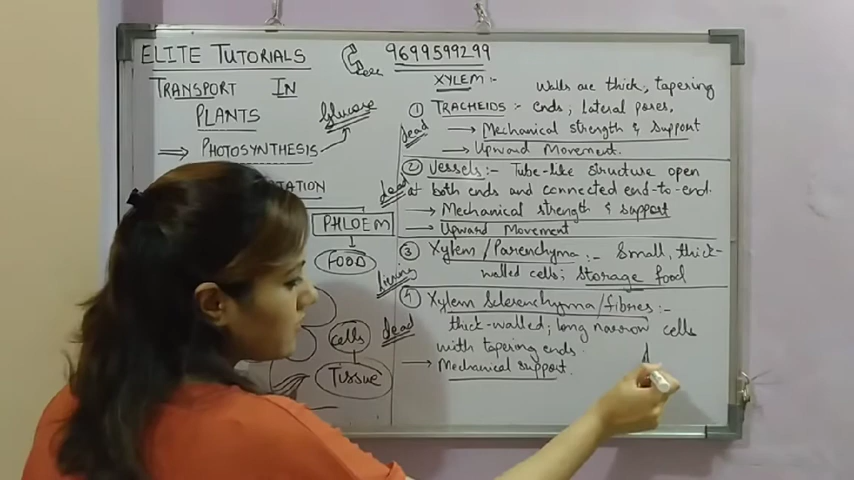 ELITE TUTORIALS
9699599299
TRANSPORT IN
PLANTS
Glucose
PHOTOSYNTHESIS
TATION
PHLOEM
FOOD
cells
Tissue
XYLEM :-
Walls are thick, tapering
① TRACHEIDS :- ends; lateral pores,
dead
→ Mechanical strength & support
→ Upward Movement.
② Vessels :- Tube-like structure open
dead
at both ends and connected end-to-end.
→ Mechanical strength & support
→ Upward Movement
③ Xylem/Parenchyma :- Small, thick-
living
walled cells; storage food
④ Xylem Sclerenchyma/fibres :-
dead
thick-walled; long narrow cells
with tapering ends.
→ Mechanical support.